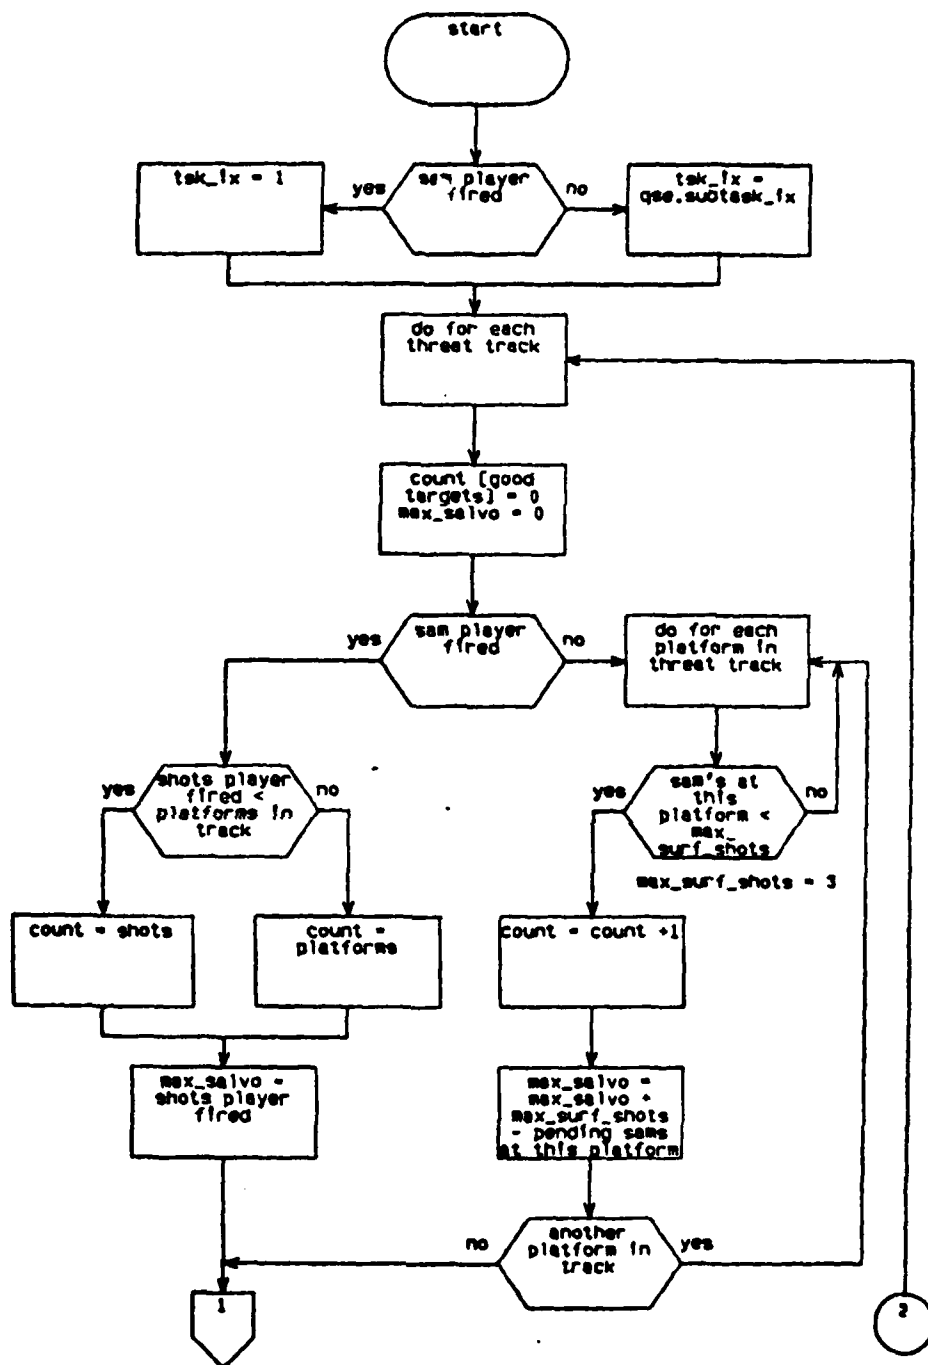 start
tsk_ix = 1
yes
sam player
fired
no
tsk_ix =
qse.subtask_ix
do for each
threat track
count [good
targets] = 0
max_salvo = 0
yes
sam player
fired
no
do for each
platform in
threat track
yes
shots player
fired <
platforms in
track
no
yes
sam's at
this
platform <
max_
surf_shots
no
max_surf_shots = 3
count = shots
count =
platforms
count = count +1
max_salvo =
shots player
fired
max_salvo =
max_salvo +
max_surf_shots
- pending sams
at this platform
no
another
platform in
track
yes
1
2